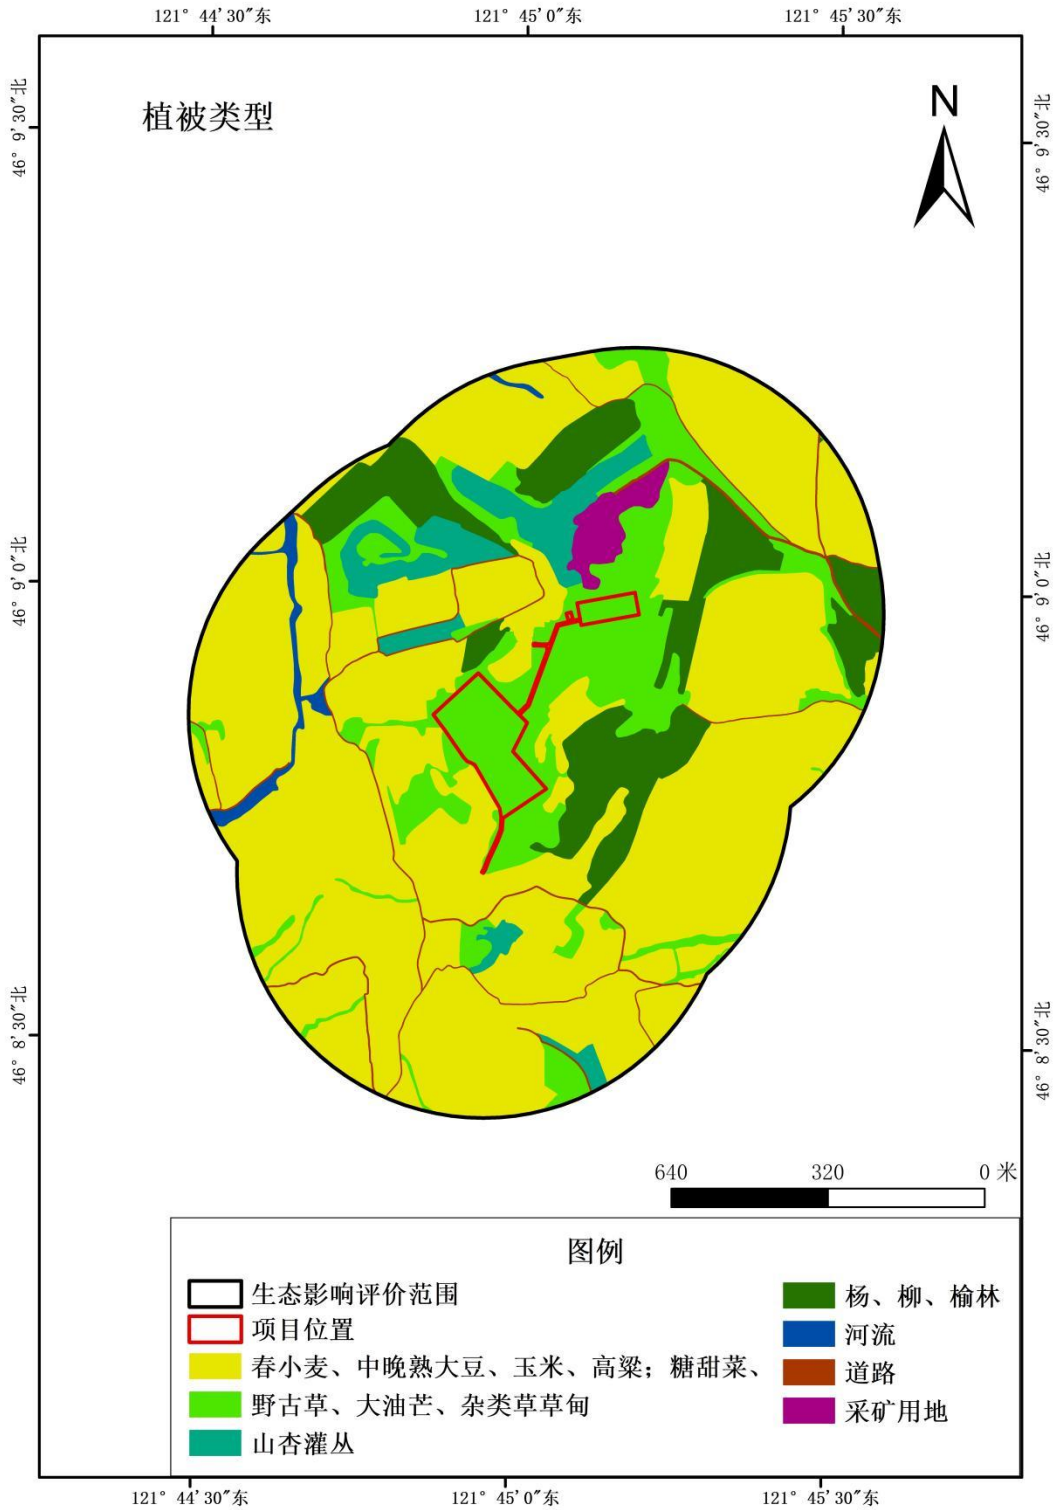 121° 44′30″东
121° 45′0″东
121° 45′30″东
46° 9′30″北
46° 9′30″北
植被类型
N
46° 9′0″北
46° 9′0″北
46° 8′30″北
46° 8′30″北
640 320 0 米
图例
生态影响评价范围
项目位置
春小麦、中晚熟大豆、玉米、高粱；糖甜菜、
野古草、大油芒、杂类草草甸
山杏灌丛
杨、柳、榆林
河流
道路
采矿用地
121° 44′30″东
121° 45′0″东
121° 45′30″东